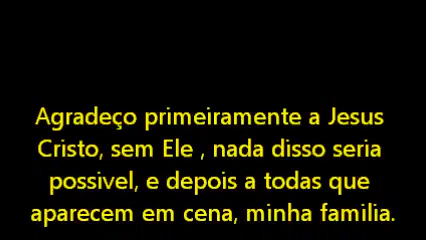 Agradeço primeiramente a Jesus
Cristo, sem Ele , nada disso seria
possivel, e depois a todas que
aparecem em cena, minha familia.